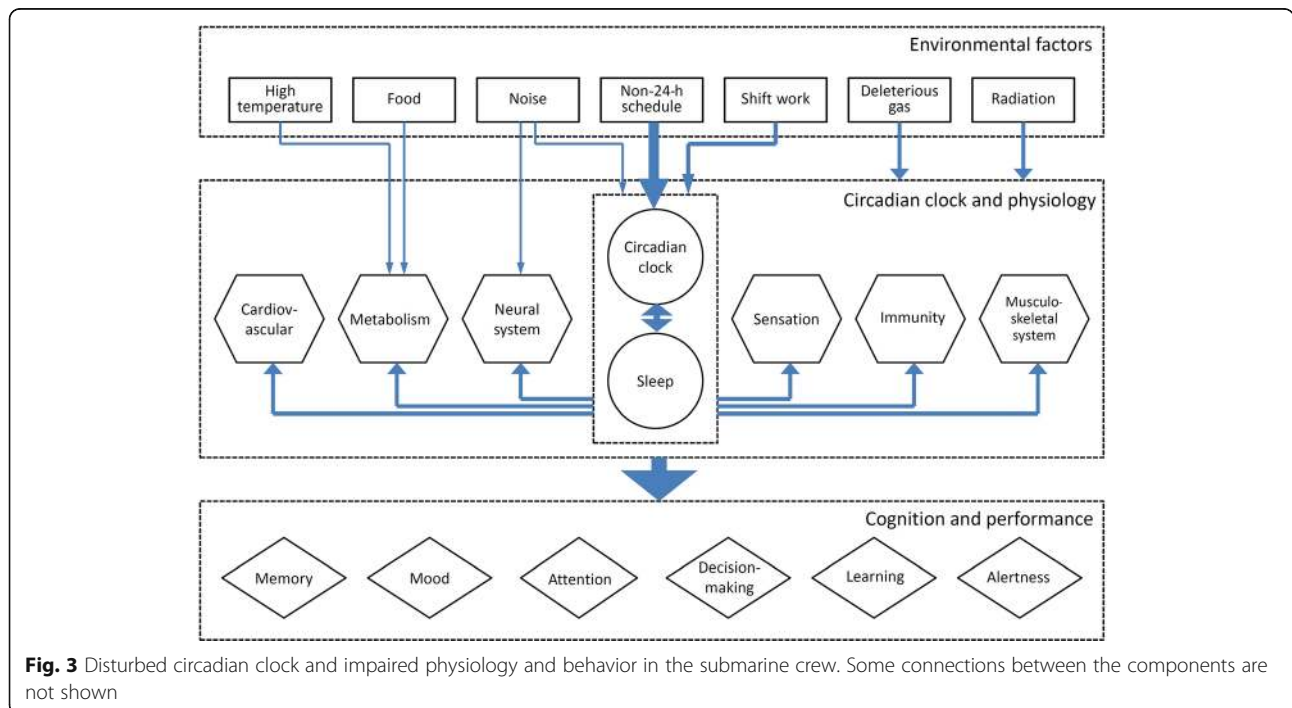 Environmental factors
High
temperature
Food
Noise
Non-24-h
schedule
Shift work
Deleterious
gas
Radiation
Circadian clock and physiology
Circadian
clock
Cardiov-
ascular
Metabolism
Neural
system
Sensation
Immunity
Musculo-
skeletal
system
Sleep
Cognition and performance
Memory
Mood
Attention
Decision-
making
Learning
Alertness
Fig. 3 Disturbed circadian clock and impaired physiology and behavior in the submarine crew. Some connections between the components are
not shown